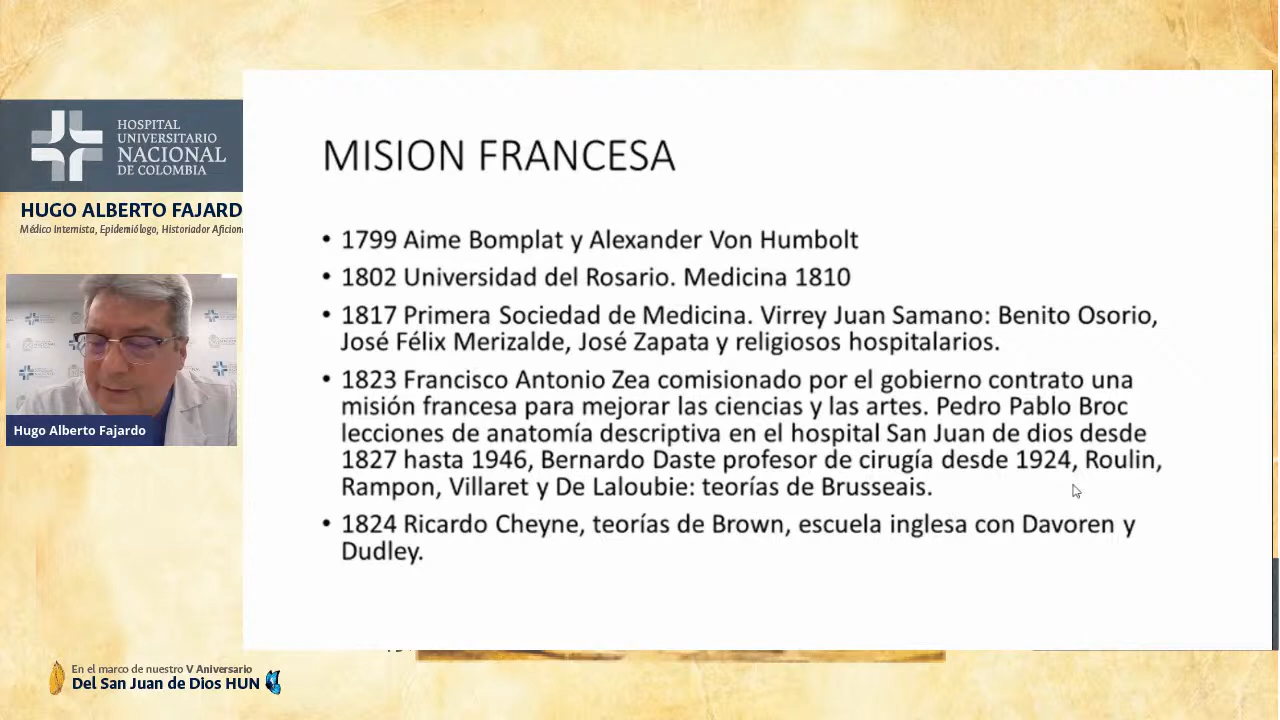 HOSPITAL
UNIVERSITARIO
NACIONAL
DE COLOMBIA
HUGO ALBERTO FAJARD
Médico Internista, Epidemiólogo, Historiador Aficion
Hugo Alberto Fajardo
MISION FRANCESA
• 1799 Aime Bomplat y Alexander Von Humbolt
• 1802 Universidad del Rosario. Medicina 1810
• 1817 Primera Sociedad de Medicina. Virrey Juan Samano: Benito Osorio,
José Félix Merizalde, José Zapata y religiosos hospitalarios.
• 1823 Francisco Antonio Zea comisionado por el gobierno contrato una
misión francesa para mejorar las ciencias y las artes. Pedro Pablo Broc
lecciones de anatomía descriptiva en el hospital San Juan de dios desde
1827 hasta 1946, Bernardo Daste profesor de cirugía desde 1924, Roulin,
Rampon, Villaret y De Laloubie: teorías de Brusseais.
• 1824 Ricardo Cheyne, teorías de Brown, escuela inglesa con Davoren y
Dudley.
En el marco de nuestro V Aniversario
Del San Juan de Dios HUN